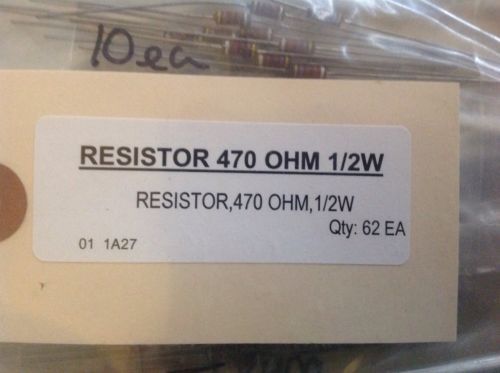 10ea
RESISTOR 470 OHM 1/2W
RESISTOR,470 OHM,1/2W
Qty: 62 EA
01 1A27